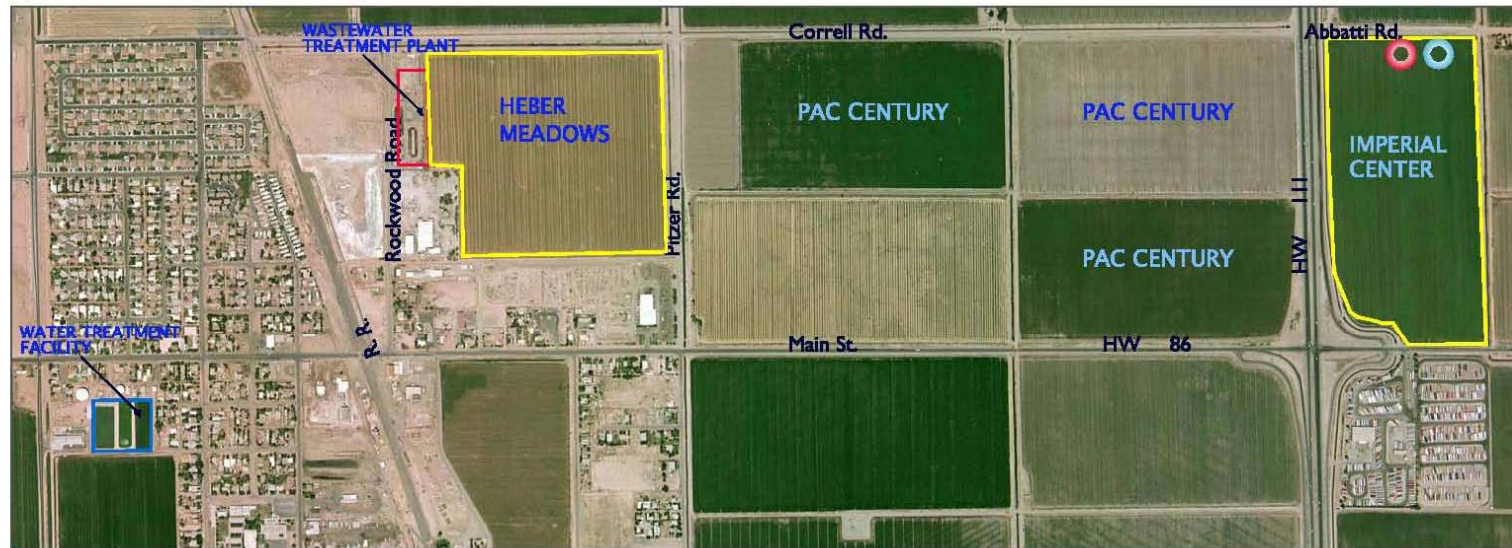 WASTEWATER
TREATMENT PLANT
Correll Rd.
Abbatti Rd.
HEBER
MEADOWS
PAC CENTURY
PAC CENTURY
IMPERIAL
CENTER
Rockwood Road
Pitzer Rd.
HW 111
PAC CENTURY
WATER TREATMENT
FACILITY
R. R.
Main St.
HW 86